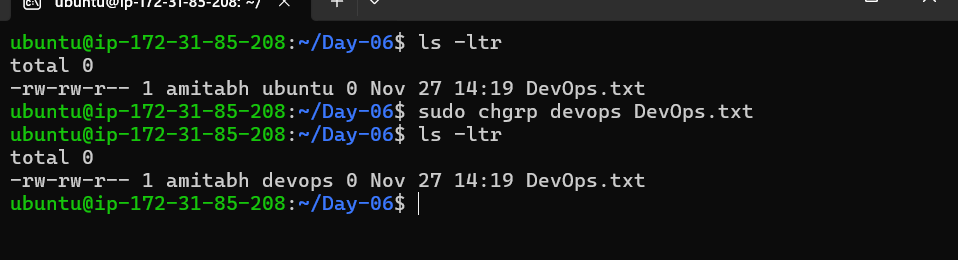 ubuntu@ip-172-31-85-208: ~/
ubuntu@ip-172-31-85-208:~/Day-06$ ls -ltr
total 0
-rw-rw-r-- 1 amitabh ubuntu 0 Nov 27 14:19 DevOps.txt
ubuntu@ip-172-31-85-208:~/Day-06$ sudo chgrp devops DevOps.txt
ubuntu@ip-172-31-85-208:~/Day-06$ ls -ltr
total 0
-rw-rw-r-- 1 amitabh devops 0 Nov 27 14:19 DevOps.txt
ubuntu@ip-172-31-85-208:~/Day-06$